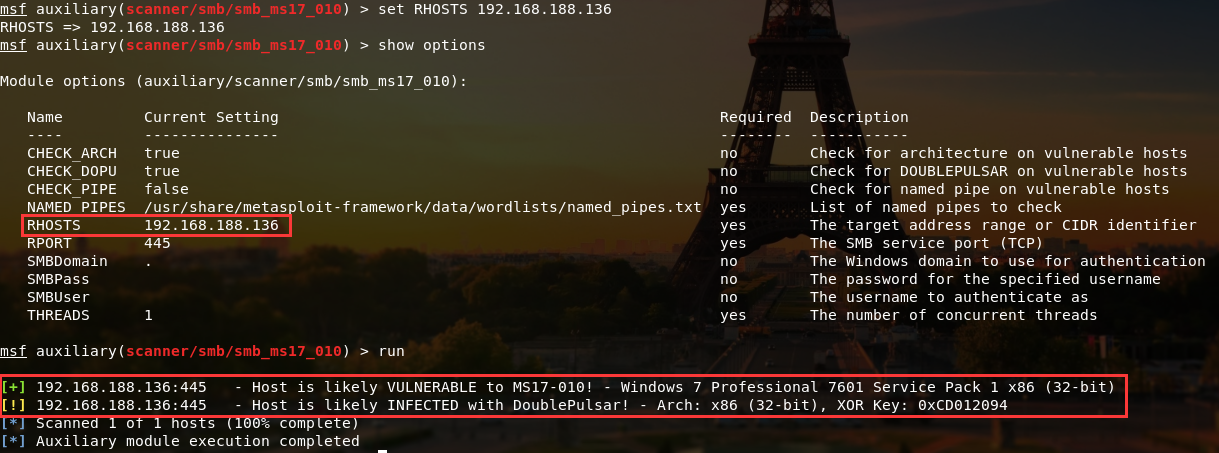 msf auxiliary(scanner/smb/smb_ms17_010) > set RHOSTS 192.168.188.136
RHOSTS => 192.168.188.136
msf auxiliary(scanner/smb/smb_ms17_010) > show options
Module options (auxiliary/scanner/smb/smb_ms17_010):
Name Current Setting Required Description
---- --------------- -------- -----------
CHECK_ARCH true no Check for architecture on vulnerable hosts
CHECK_DOPU true no Check for DOUBLEPULSAR on vulnerable hosts
CHECK_PIPE false no Check for named pipe on vulnerable hosts
NAMED_PIPES /usr/share/metasploit-framework/data/wordlists/named_pipes.txt yes List of named pipes to check
RHOSTS 192.168.188.136 yes The target address range or CIDR identifier
RPORT 445 yes The SMB service port (TCP)
SMBDomain . no The Windows domain to use for authentication
SMBPass no The password for the specified username
SMBUser no The username to authenticate as
THREADS 1 yes The number of concurrent threads
msf auxiliary(scanner/smb/smb_ms17_010) > run
[+] 192.168.188.136:445 - Host is likely VULNERABLE to MS17-010! - Windows 7 Professional 7601 Service Pack 1 x86 (32-bit)
[!] 192.168.188.136:445 - Host is likely INFECTED with DoublePulsar! - Arch: x86 (32-bit), XOR Key: 0xCD012094
[*] Scanned 1 of 1 hosts (100% complete)
[*] Auxiliary module execution completed